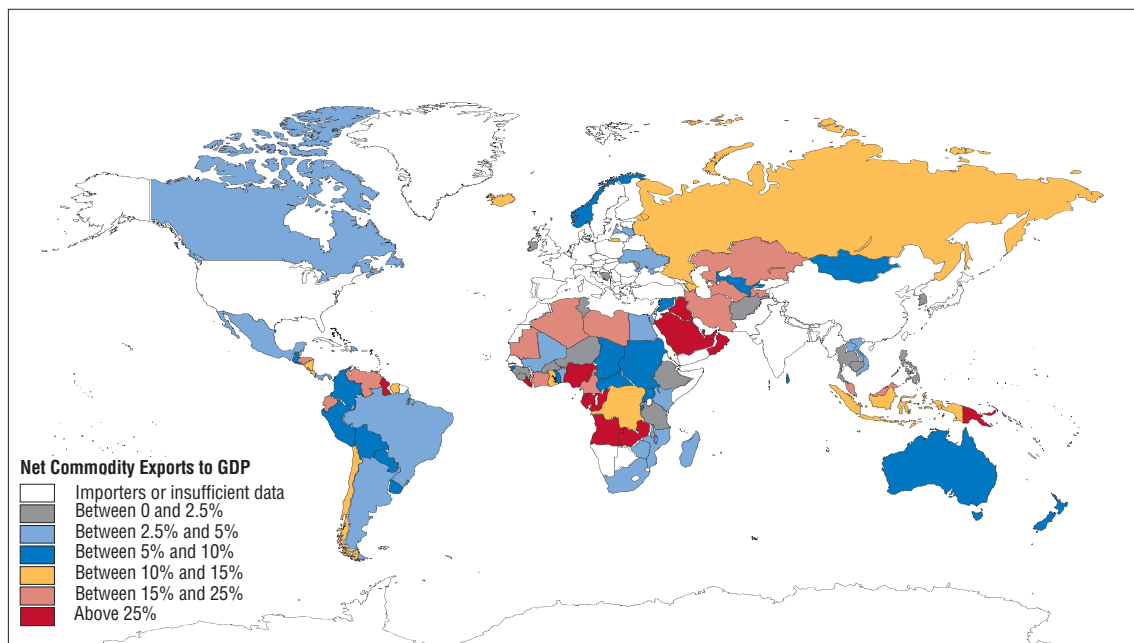 Net Commodity Exports to GDP
Importers or insufficient data
Between 0 and 2.5%
Between 2.5% and 5%
Between 5% and 10%
Between 10% and 15%
Between 15% and 25%
Above 25%